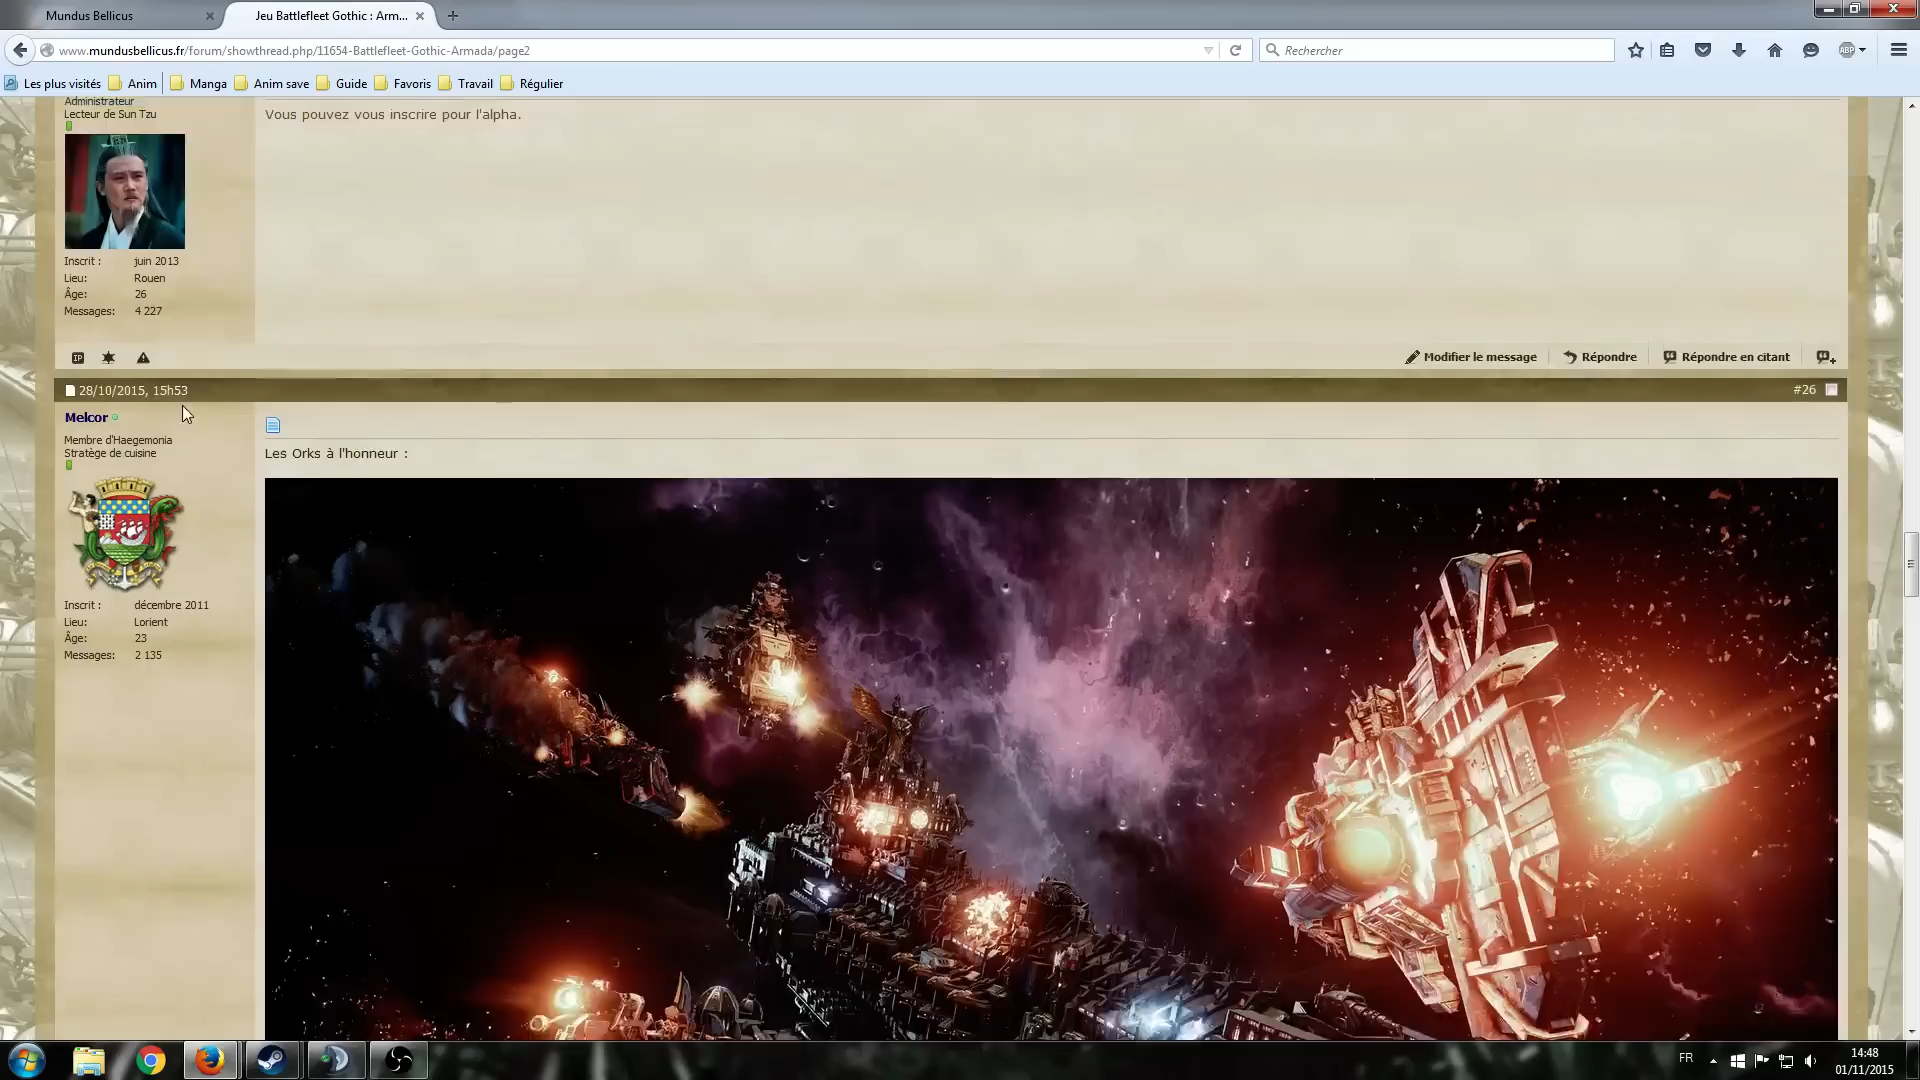 Mundus Bellicus
Jeu Battlefleet Gothic : Arm...
www.mundusbellicus.fr/forum/showthread.php/11654-Battlefleet-Gothic-Armada/page2
Rechercher
ABP
Les plus visités
Anim
Manga
Anim save
Guide
Favoris
Travail
Régulier
Administrateur
Lecteur de Sun Tzu
Vous pouvez vous inscrire pour l'alpha.
Inscrit : juin 2013
Lieu: Rouen
Âge: 26
Messages: 4 227
IP
Modifier le message
Répondre
Répondre en citant
28/10/2015, 15h53
#26
Melcor
Membre d'Haegemonia
Stratège de cuisine
Les Orks à l'honneur :
Inscrit : décembre 2011
Lieu: Lorient
Âge: 23
Messages: 2 135
FR
14:48
01/11/2015